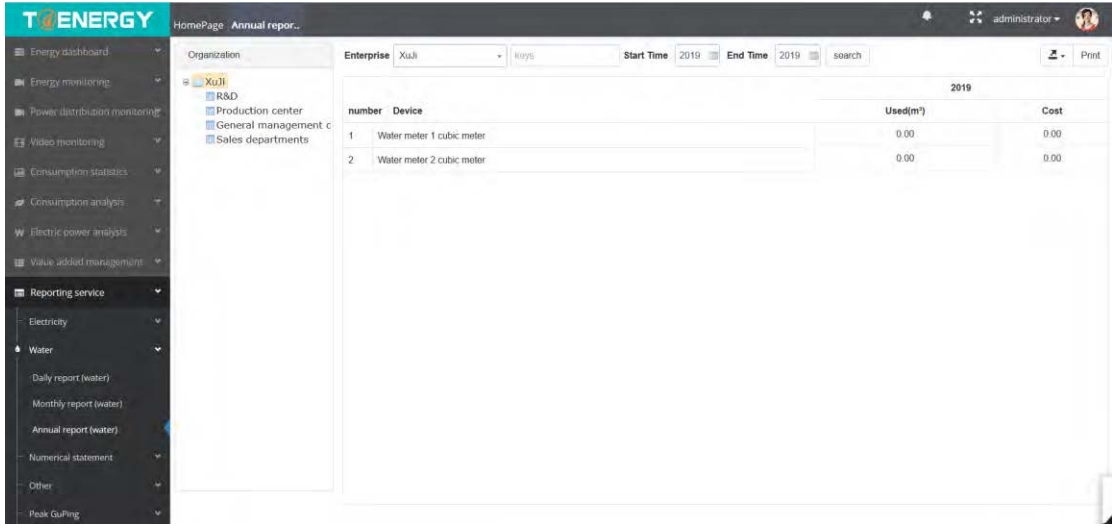 T@ENERGY
HomePage Annual repor..
administrator
Energy dashboard
Energy monitoring
Power distribution monitoring
Video monitoring
Consumption statistics
Consumption analysis
Electric power analysis
Value added management
Reporting service
Electricity
Water
Daily report (water)
Monthly report (water)
Annual report (water)
Numerical statement
Other
Peak GuPing
Organization
XuJi
R&D
Production center
General management c
Sales departments
Enterprise XuJi keys Start Time 2019 End Time 2019 search Print
2019
number Device Used(m³) Cost
1 Water meter 1 cubic meter 0.00 0.00
2 Water meter 2 cubic meter 0.00 0.00